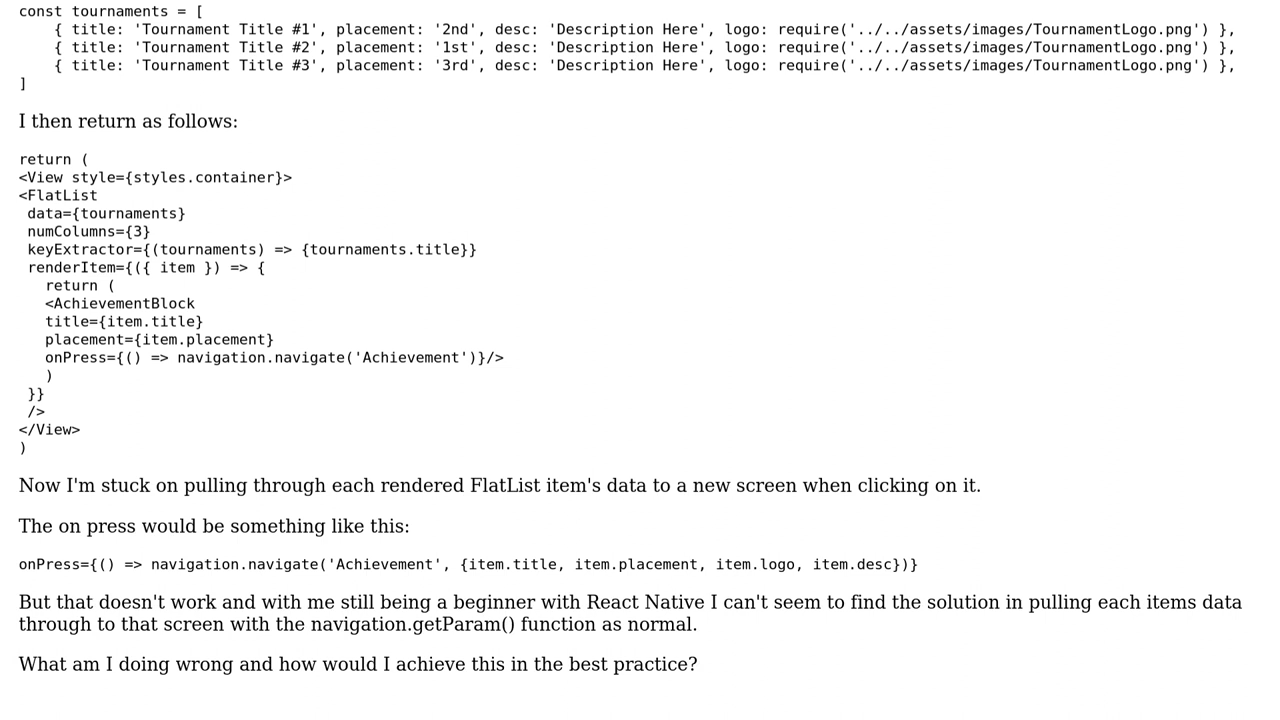 const tournaments = [
    { title: 'Tournament Title #1', placement: '2nd', desc: 'Description Here', logo: require('../../assets/images/TournamentLogo.png') },
    { title: 'Tournament Title #2', placement: '1st', desc: 'Description Here', logo: require('../../assets/images/TournamentLogo.png') },
    { title: 'Tournament Title #3', placement: '3rd', desc: 'Description Here', logo: require('../../assets/images/TournamentLogo.png') },
]
I then return as follows:
return (
<View style={styles.container}>
<FlatList
 data={tournaments}
 numColumns={3}
 keyExtractor={(tournaments) => {tournaments.title}}
 renderItem={({ item }) => {
   return (
   <AchievementBlock
   title={item.title}
   placement={item.placement}
   onPress={() => navigation.navigate('Achievement')}/>
   )
 }}
 />
</View>
)
Now I'm stuck on pulling through each rendered FlatList item's data to a new screen when clicking on it.
The on press would be something like this:
onPress={() => navigation.navigate('Achievement', {item.title, item.placement, item.logo, item.desc})}
But that doesn't work and with me still being a beginner with React Native I can't seem to find the solution in pulling each items data
through to that screen with the navigation.getParam() function as normal.
What am I doing wrong and how would I achieve this in the best practice?